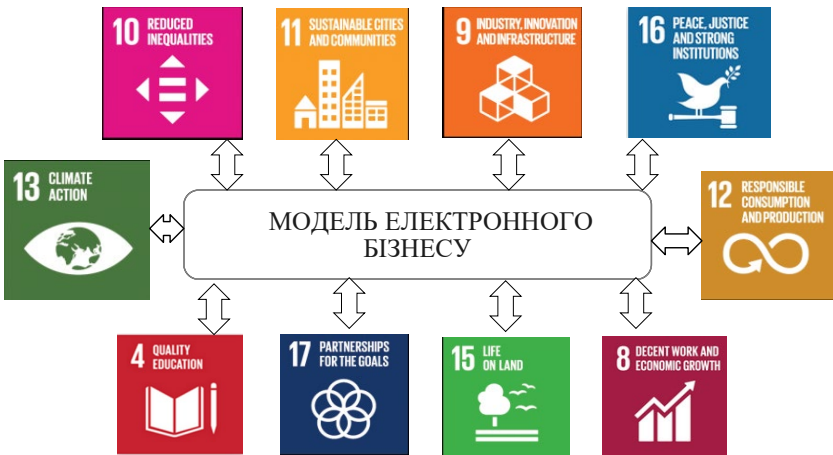 10 REDUCED
INEQUALITIES
11 SUSTAINABLE CITIES
AND COMMUNITIES
9 INDUSTRY, INNOVATION
AND INFRASTRUCTURE
16 PEACE, JUSTICE
AND STRONG
INSTITUTIONS
13 CLIMATE
ACTION
МОДЕЛЬ ЕЛЕКТРОННОГО
БІЗНЕСУ
12 RESPONSIBLE
CONSUMPTION
AND PRODUCTION
4 QUALITY
EDUCATION
17 PARTNERSHIPS
FOR THE GOALS
15 LIFE
ON LAND
8 DECENT WORK AND
ECONOMIC GROWTH